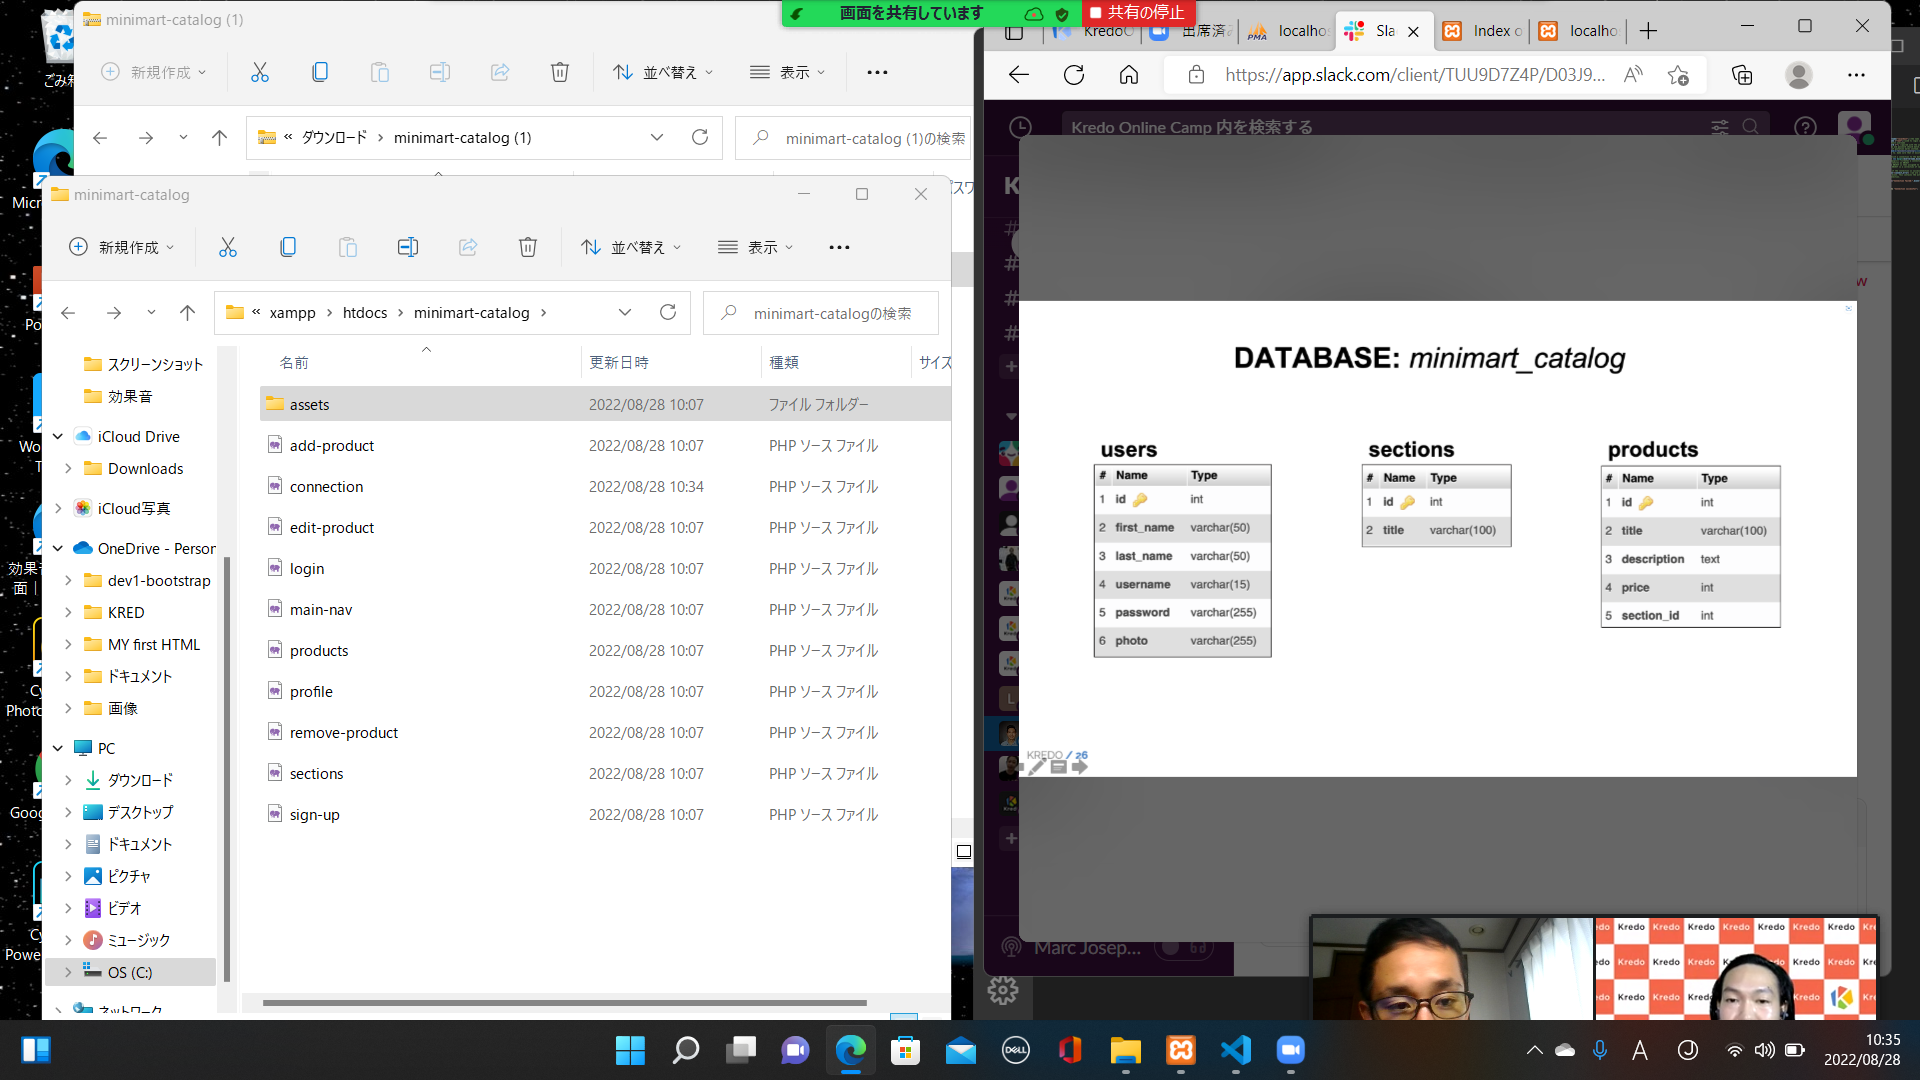 ごみ箱
minimart-catalog (1)
新規作成
並べ替え
表示
ダウンロード
minimart-catalog (1)
minimart-catalog (1)の検索
minimart-catalog
新規作成
並べ替え
表示
xampp
htdocs
minimart-catalog
minimart-catalogの検索
スクリーンショット
効果音
iCloud Drive
Downloads
iCloud写真
OneDrive - Person
dev1-bootstrap
KRED
MY first HTML
ドキュメント
画像
PC
ダウンロード
デスクトップ
ドキュメント
ピクチャ
ビデオ
ミュージック
OS (C:)
ネットワーク
名前 更新日時 種類 サイズ
assets 2022/08/28 10:07 ファイル フォルダー
add-product 2022/08/28 10:07 PHP ソース ファイル
connection 2022/08/28 10:34 PHP ソース ファイル
edit-product 2022/08/28 10:07 PHP ソース ファイル
login 2022/08/28 10:07 PHP ソース ファイル
main-nav 2022/08/28 10:07 PHP ソース ファイル
products 2022/08/28 10:07 PHP ソース ファイル
profile 2022/08/28 10:07 PHP ソース ファイル
remove-product 2022/08/28 10:07 PHP ソース ファイル
sections 2022/08/28 10:07 PHP ソース ファイル
sign-up 2022/08/28 10:07 PHP ソース ファイル
画面を共有しています
共有の停止
KredoO
出席済
localhos
Sla
Index o
localho
https://app.slack.com/client/TUU9D7Z4P/D03J9...
Kredo Online Camp 内を検索する
DATABASE: minimart_catalog
users
# Name Type
1 id int
2 first_name varchar(50)
3 last_name varchar(50)
4 username varchar(15)
5 password varchar(255)
6 photo varchar(255)
sections
# Name Type
1 id int
2 title varchar(100)
products
# Name Type
1 id int
2 title varchar(100)
3 description text
4 price int
5 section_id int
KREDO / 26
Marc Josep...
Kredo
DELL
A
10:35
2022/08/28